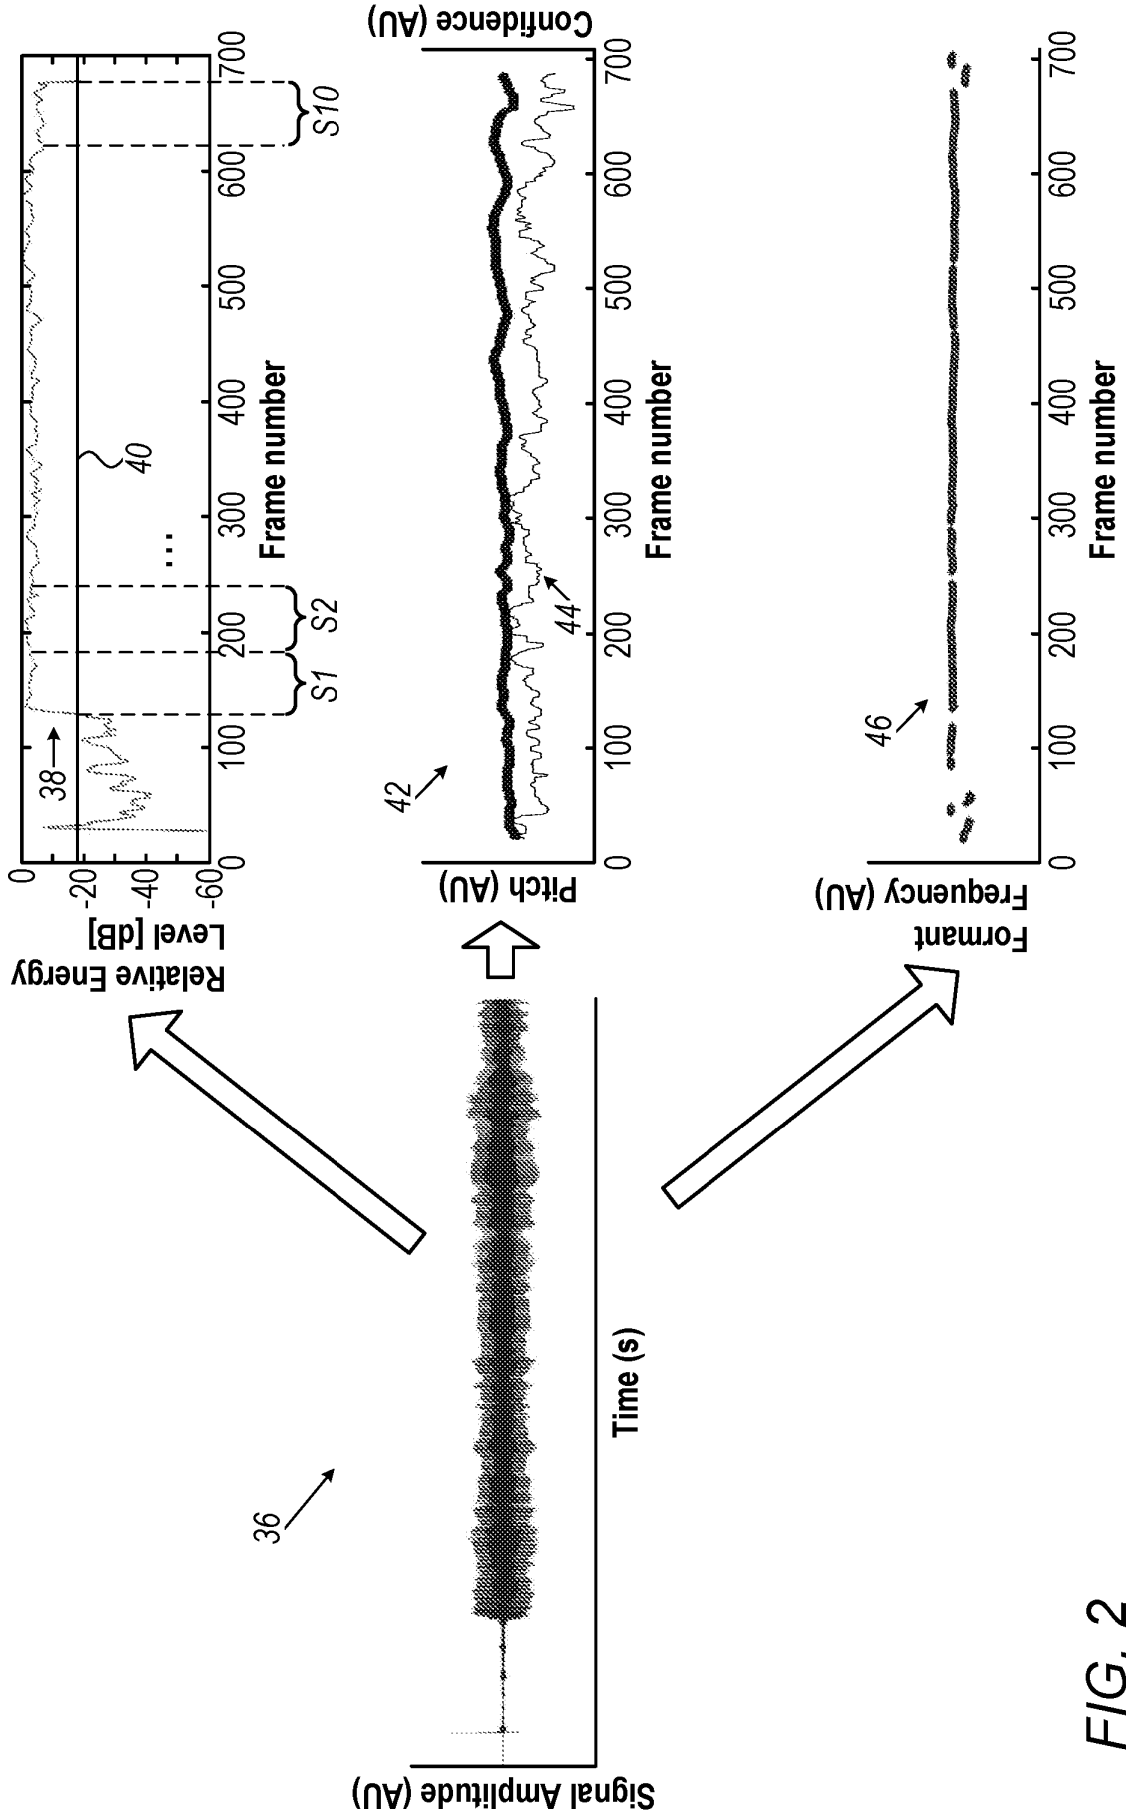 36
Signal Amplitude (AU)
Time (s)
Relative Energy
Level [dB]
0
-20
-40
-60
38
40
...
0
100
200
300
400
500
600
700
Frame number
S1
S2
S10
42
44
Pitch (AU)
Confidence (AU)
0
100
200
300
400
500
600
700
Frame number
46
Formant
Frequency (AU)
0
100
200
300
400
500
600
700
Frame number
FIG. 2